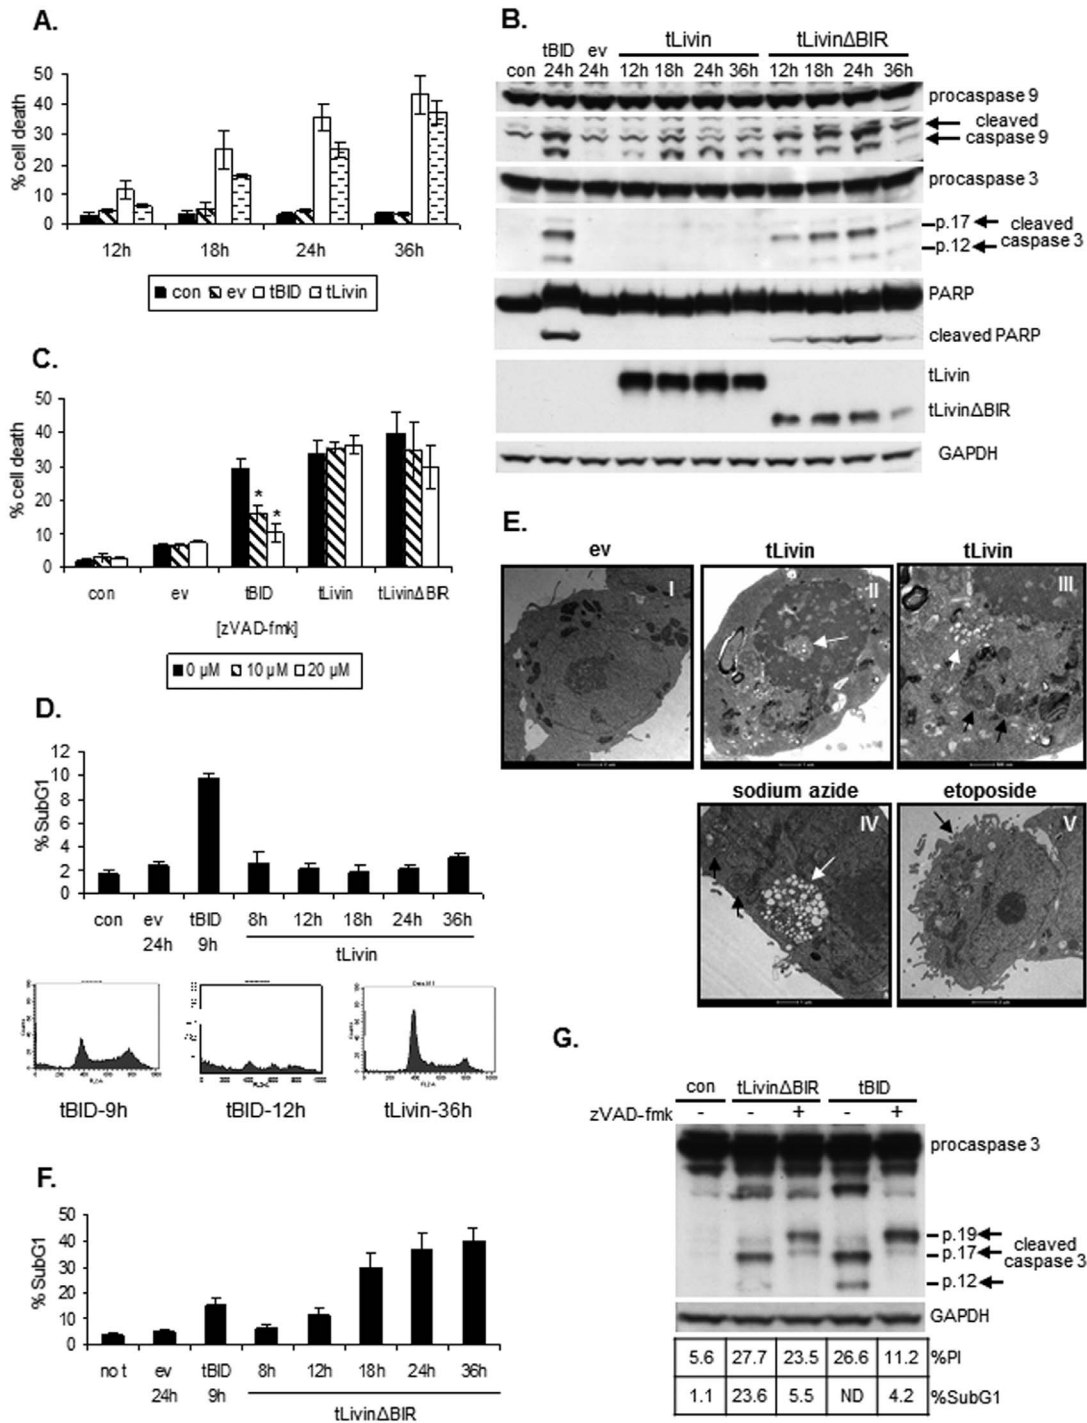 A.
% cell death
50
40
30
20
10
0
12h 18h 24h 36h
con ev tBID tLivin
B.
tBID ev tLivin tLivinΔBIR
con 24h 24h 12h 18h 24h 36h 12h 18h 24h 36h
procaspase 9
cleaved
caspase 9
procaspase 3
p.17 cleaved
p.12 caspase 3
PARP
cleaved PARP
tLivin
tLivinΔBIR
GAPDH
C.
% cell death
50
40
30
20
10
0
* *
con ev tBID tLivin tLivinΔBIR
[zVAD-fmk]
0 µM 10 µM 20 µM
D.
% SubG1
12
10
8
6
4
2
0
con ev tBID 8h 12h 18h 24h 36h
24h 9h tLivin
tBID-9h tBID-12h tLivin-36h
E.
ev tLivin tLivin
I II III
sodium azide etoposide
IV V
F.
% SubG1
50
40
30
20
10
0
no t ev tBID 8h 12h 18h 24h 36h
24h 9h tLivinΔBIR
G.
con tLivinΔBIR tBID
zVAD-fmk - - + - +
procaspase 3
p.19
p.17 cleaved
p.12 caspase 3
GAPDH
5.6 27.7 23.5 26.6 11.2 %PI
1.1 23.6 5.5 ND 4.2 %SubG1